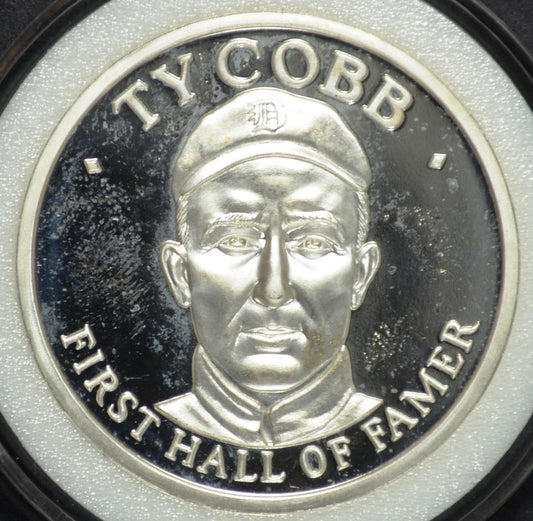 TY COBB
D
FIRST HALL OF FAMER